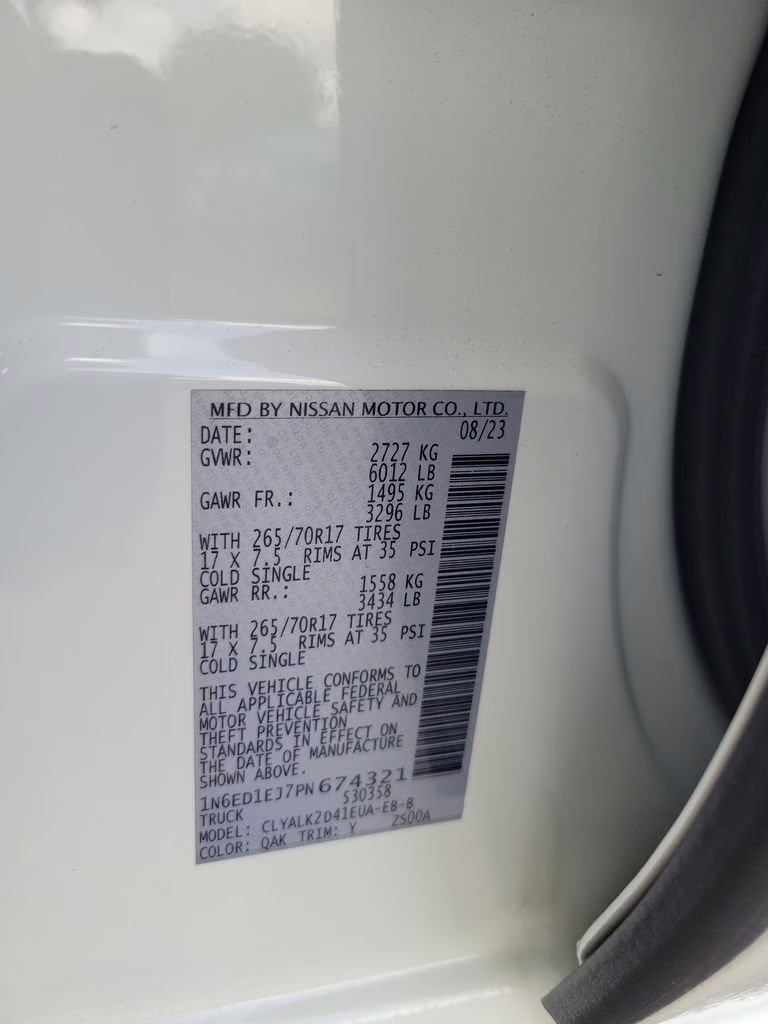 MFD BY NISSAN MOTOR CO., LTD.
DATE: 08/23
GVWR: 2727 KG
6012 LB
GAWR FR.: 1495 KG
3296 LB
WITH 265/70R17 TIRES
17 X 7.5 RIMS AT 35 PSI
COLD SINGLE
GAWR RR.: 1558 KG
3434 LB
WITH 265/70R17 TIRES
17 X 7.5 RIMS AT 35 PSI
COLD SINGLE
THIS VEHICLE CONFORMS TO
ALL APPLICABLE FEDERAL
MOTOR VEHICLE SAFETY AND
THEFT PREVENTION
STANDARDS IN EFFECT ON
THE DATE OF MANUFACTURE
SHOWN ABOVE.
1N6ED1EJ7PN674321
TRUCK 530358
MODEL: CLYALK2D41EUA-EB-B
COLOR: QAK TRIM: Y ZS00A